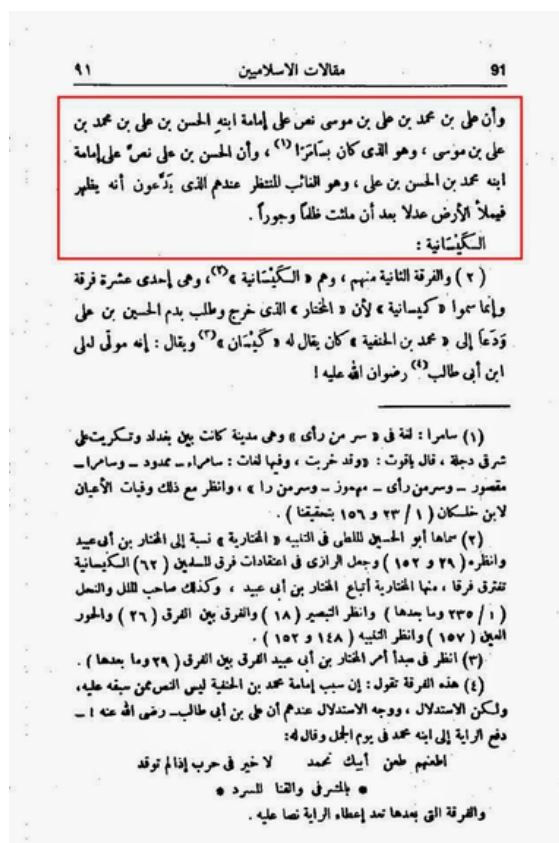 ٩١ مقالات الاسلاميين 91
وأن على بن محمد بن على بن موسى نص على إمامة ابنه الحسن بن على بن محمد بن
على بن موسى ، وهو الذى كان بسَامَرَّا (١) ، وأن الحسن بن على نصّ على إمامة
ابنه محمد بن الحسن بن على ، وهو الغائب المنتظر عندهم الذى يَدَّعون أنه يظهر
فيملأ الأرض عدلا بعد أن ملئت ظلماً وجوراً .
الكَيْسَانية :
( ٢ ) والفرقة الثانية منهم ، وهم « الكَيْسَانية »(٢)، وهى إحدى عشرة فرقة
وإنما سموا « كيسانية » لأن « المختار » الذى خرج وطلب بدم الحسين بن على
وَدَعَا إلى « محمد بن الحنفية » كان يقال له « كَيْسَان »(٣) ويقال : إنه مولًى لعلى
ابن أبى طالب(٤) رضوان الله عليه !
(١) سامرا : لغة فى « سر من رأى » وهى مدينة كانت بين بغداد وتكريت على
شرقى دجلة ، قال ياقوت : «وقد خربت ، وفيها لغات : سامراء ــ ممدود ــ وسامرا ــ
مقصور ــ وسر من رأى ــ مهموز ــ وسر من را » ، وانظر مع ذلك وفيات الأعيان
لابن خلكان ( ١ / ٢٣ و ١٥٦ بتحقيقنا ) .
(٢) سماها أبو الحسين الملطى فى التنبيه « المختارية » نسبة إلى المختار بن أبى عبيد
وانظره ( ٢٩ و ١٥٢ ) وجعل الرازى فى اعتقادات فرق المسلمين ( ٦٢ ) الكيسانية
تفترق فرقا ، منها المختارية أتباع المختار بن أبى عبيد ، وكذلك صاحب الملل والنحل
( ١ / ٢٣٥ وما بعدها ) وانظر التبصير ( ١٨ ) والفرق بين الفرق ( ٢٦ ) والحور
العين ( ١٥٧ ) وانظر التنبيه ( ١٤٨ و ١٥٢ ) .
(٣) انظر فى مبدأ أمر المختار بن أبى عبيد الفرق بين الفرق ( ٢٩ وما بعدها ) .
(٤) هذه الفرقة تقول : إن سبب إمامة محمد بن الحنفية ليس النص ممن سبقه عليه،
ولكن الاستدلال ، ووجه الاستدلال عندهم أن على بن أبى طالب ــ رضى الله عنه ! ــ
دفع الراية إلى ابنه محمد فى يوم الجمل وقال له:
اطعنهم طعن أبيك تحمد لا خير فى حرب إذا لم توقد
* بالمشرفى والقنا المسرد *
والفرقة التى بعدها تعد إعطاء الراية نصا عليه .